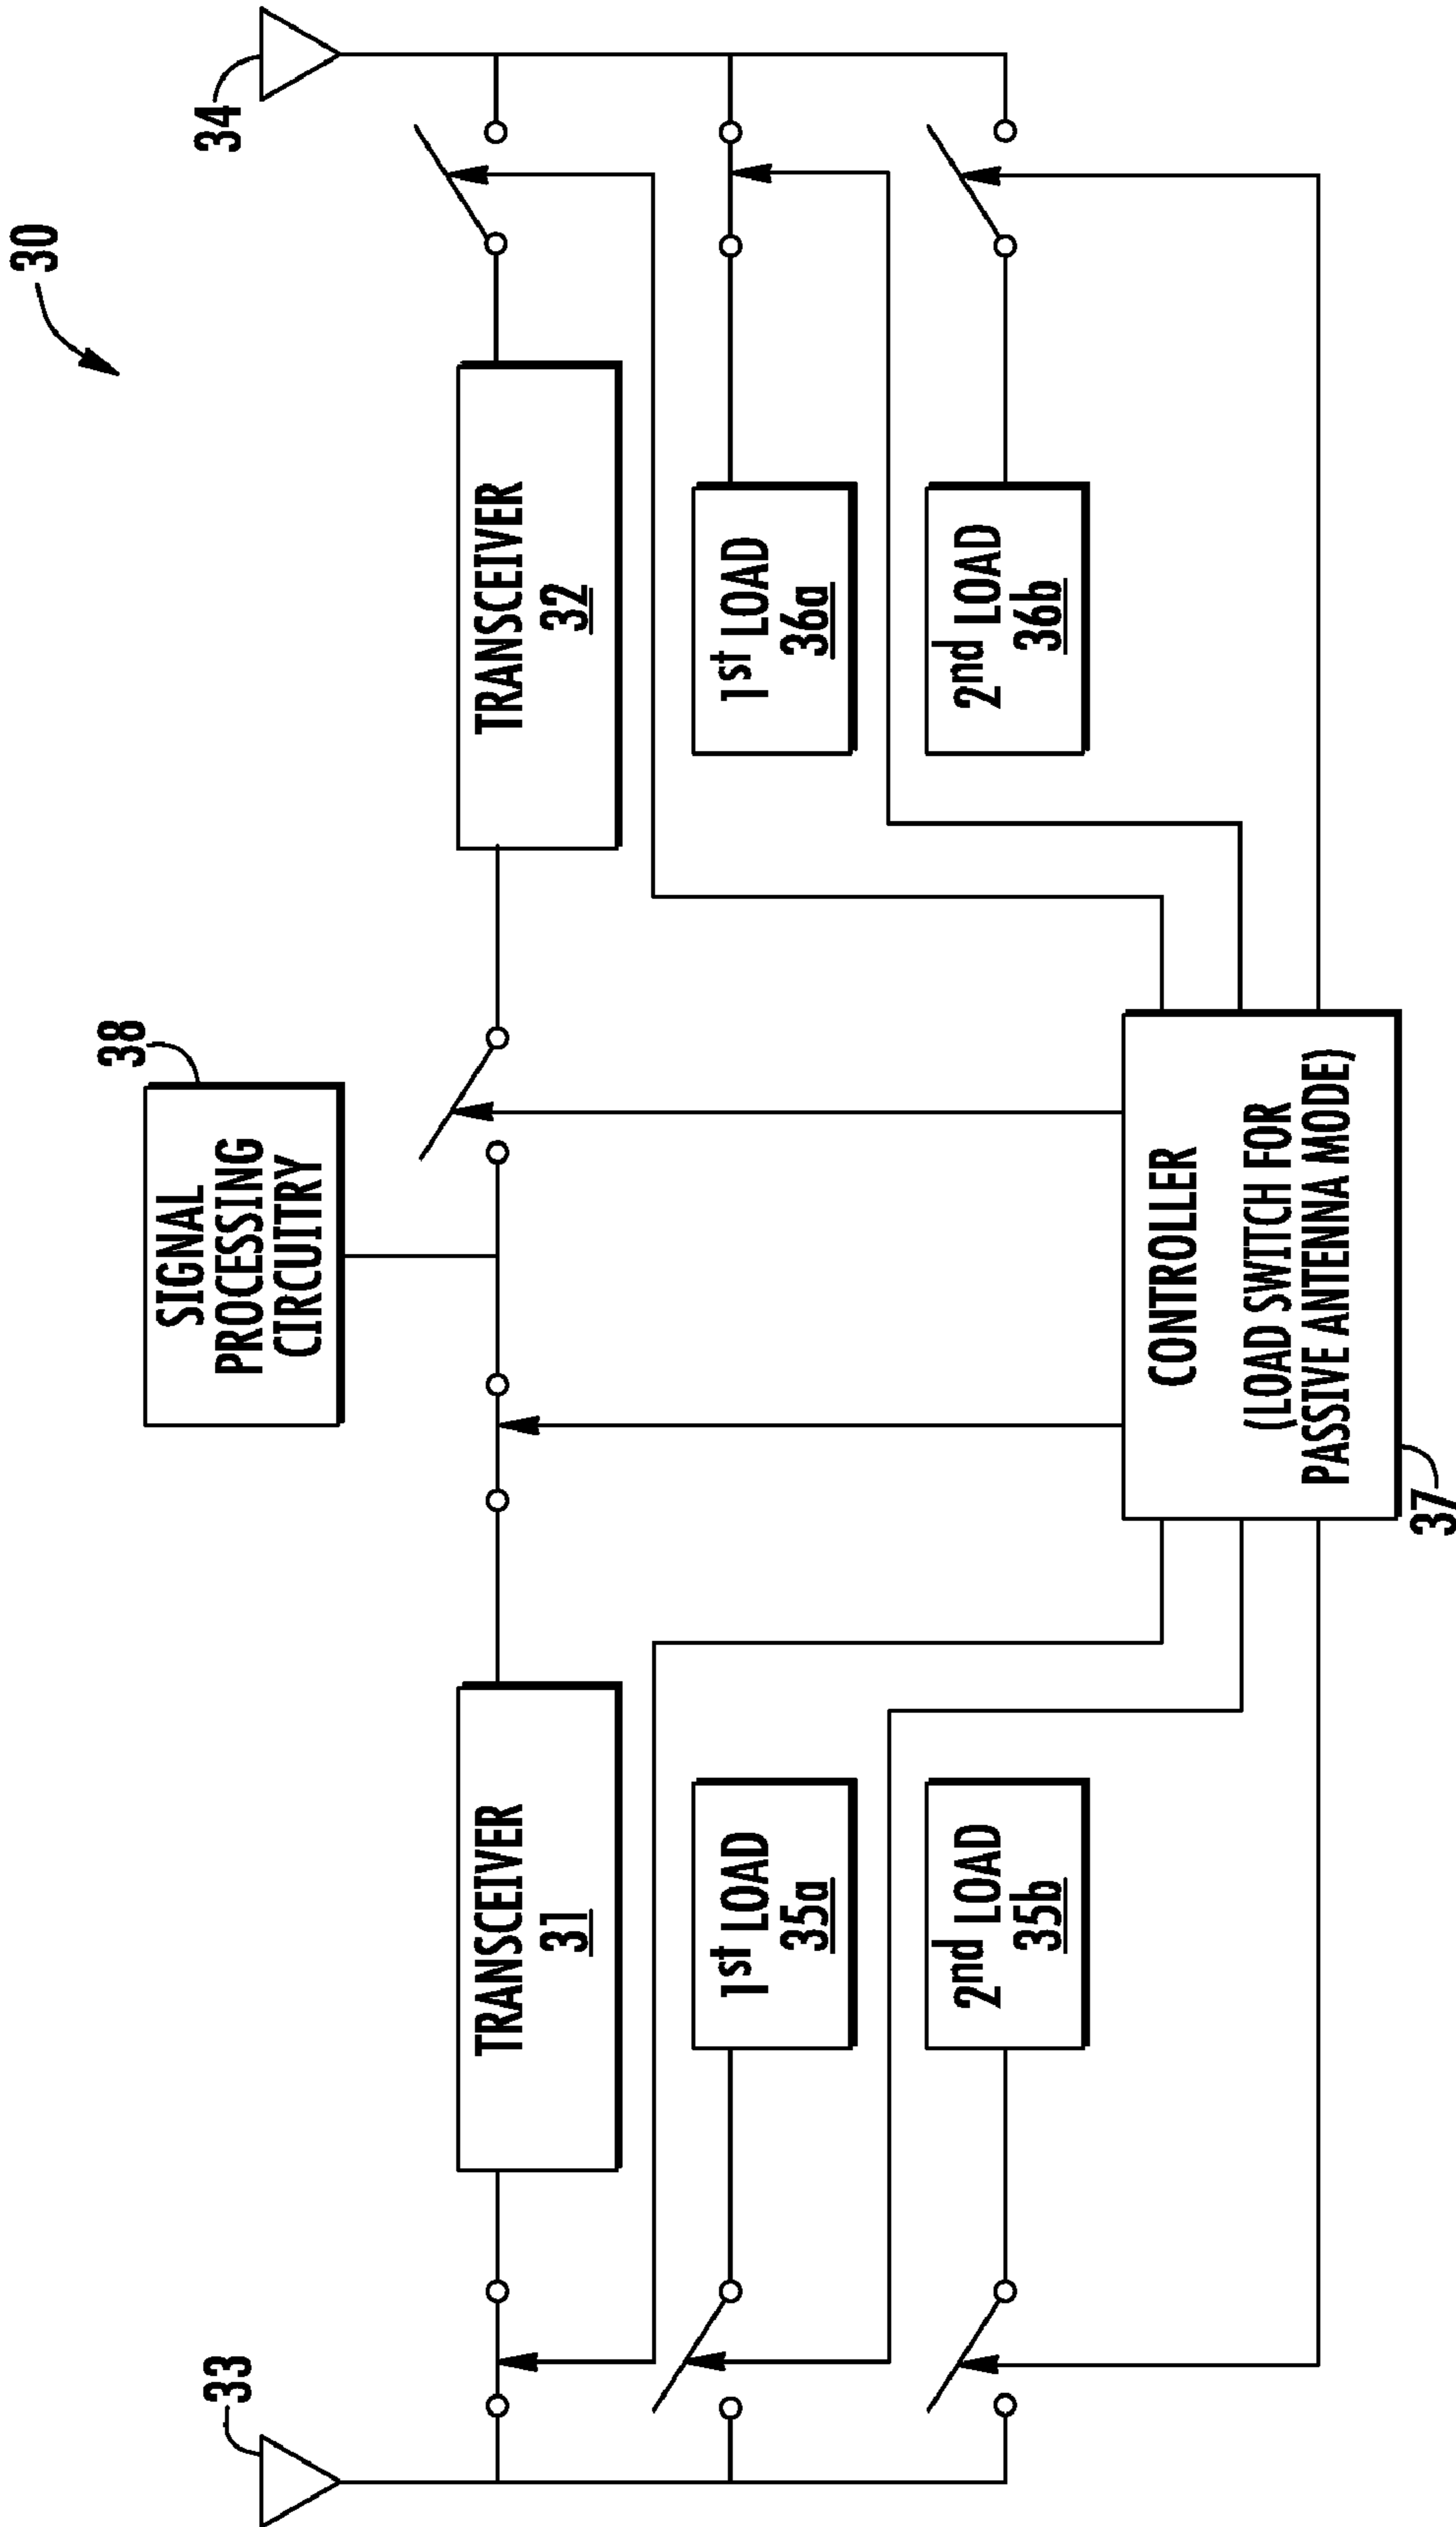 30
33
34
38
SIGNAL
PROCESSING
CIRCUITRY
TRANSCEIVER
31
TRANSCEIVER
32
1st LOAD
35a
1st LOAD
36a
2nd LOAD
35b
2nd LOAD
36b
CONTROLLER
(LOAD SWITCH FOR
PASSIVE ANTENNA MODE)
37